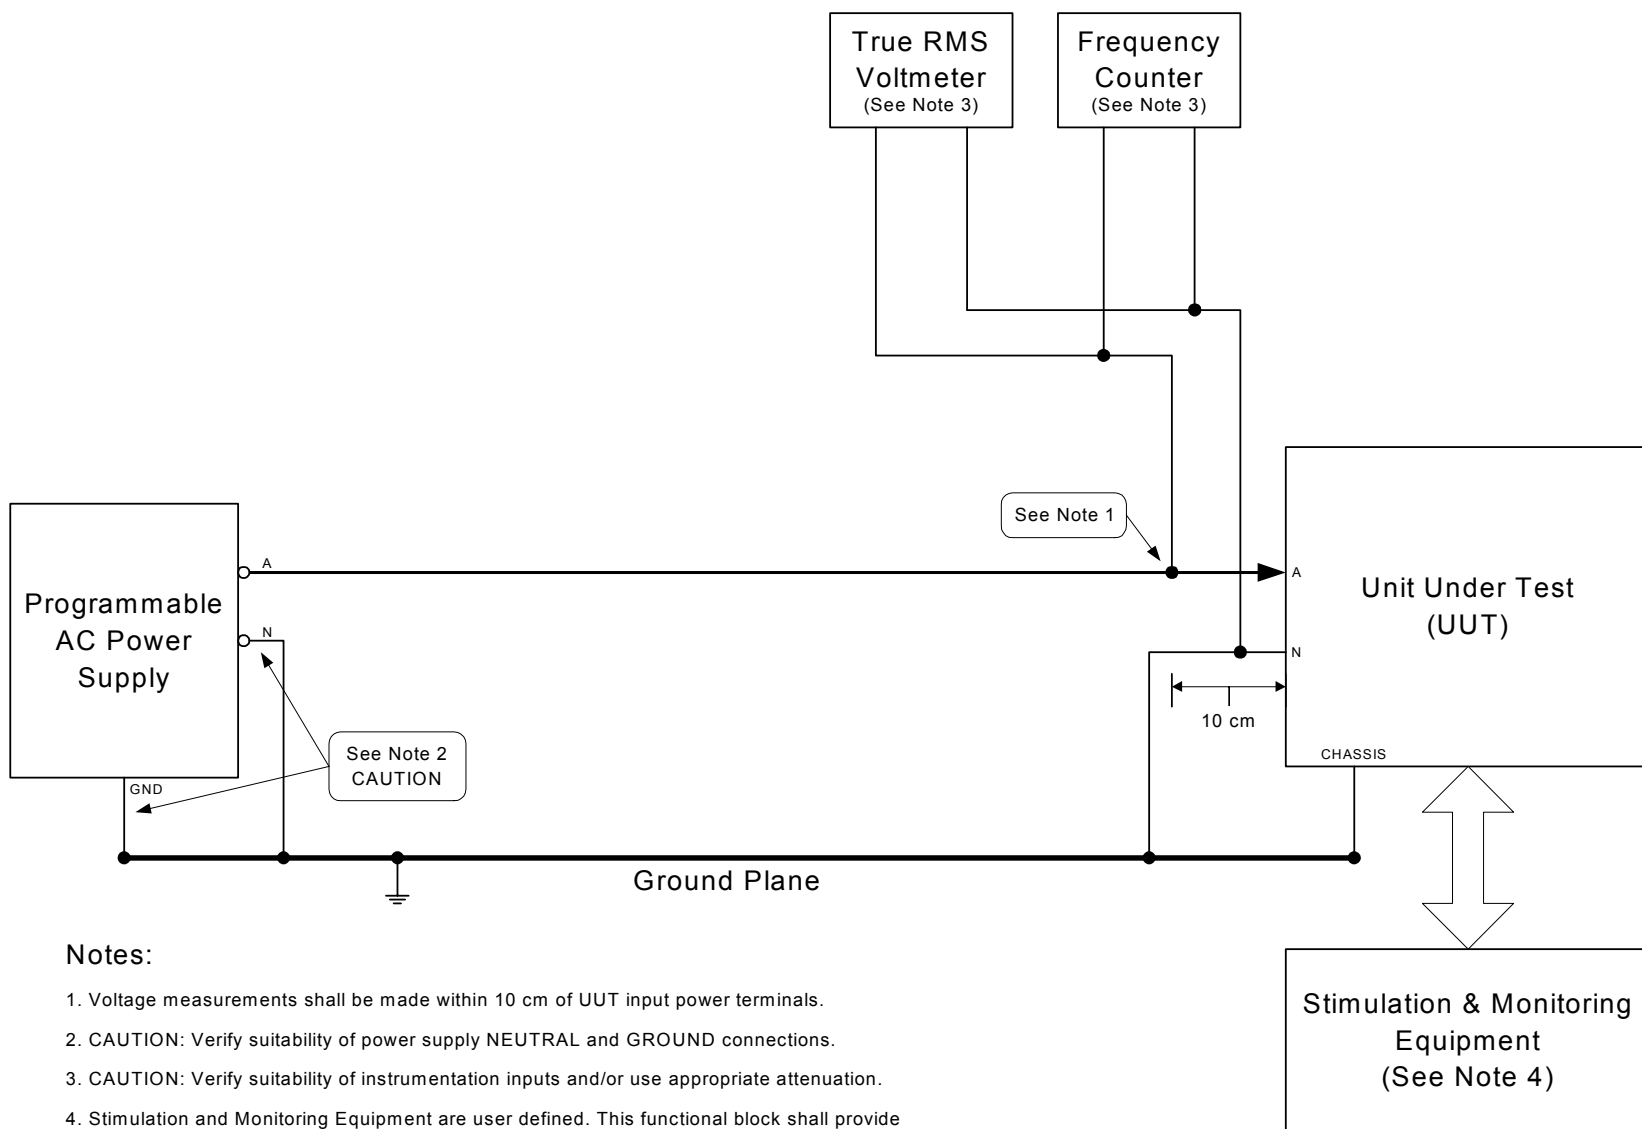 True RMS
Voltmeter
(See Note 3)
Frequency
Counter
(See Note 3)
See Note 1
A
A
Programmable
AC Power
Supply
N
Unit Under Test
(UUT)
N
10 cm
See Note 2
CAUTION
CHASSIS
GND
Ground Plane
Notes:
1. Voltage measurements shall be made within 10 cm of UUT input power terminals.
2. CAUTION: Verify suitability of power supply NEUTRAL and GROUND connections.
3. CAUTION: Verify suitability of instrumentation inputs and/or use appropriate attenuation.
4. Stimulation and Monitoring Equipment are user defined. This functional block shall provide
Stimulation & Monitoring
Equipment
(See Note 4)